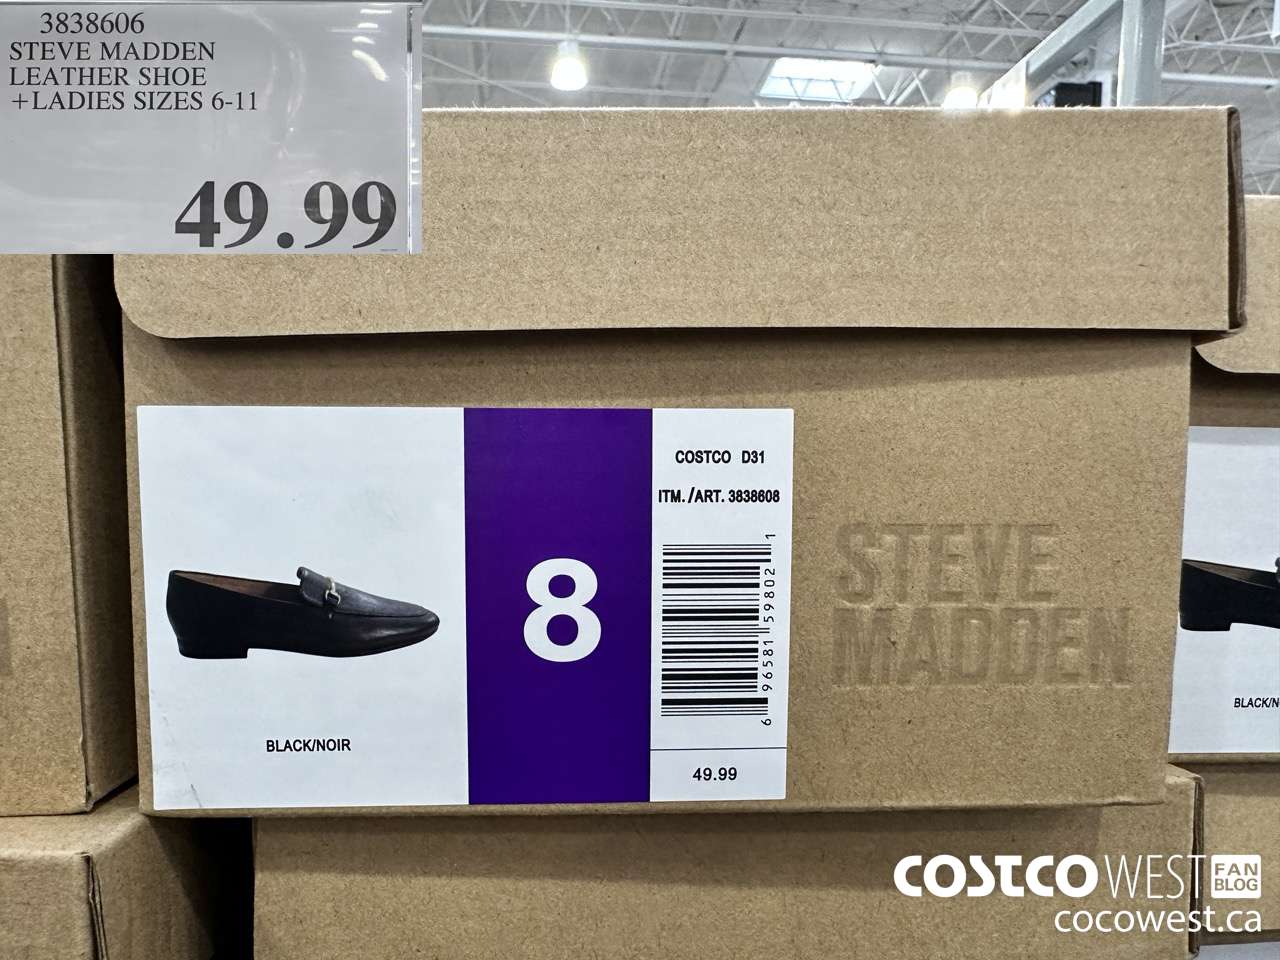 3838606
STEVE MADDEN
LEATHER SHOE
+LADIES SIZES 6-11
49.99
BLACK/NOIR
8
COSTCO D31
ITM./ART. 3838608
6 96581 59802 1
49.99
STEVE
MADDEN
BLACK/N
COSTCO WEST FAN BLOG
cocowest.ca